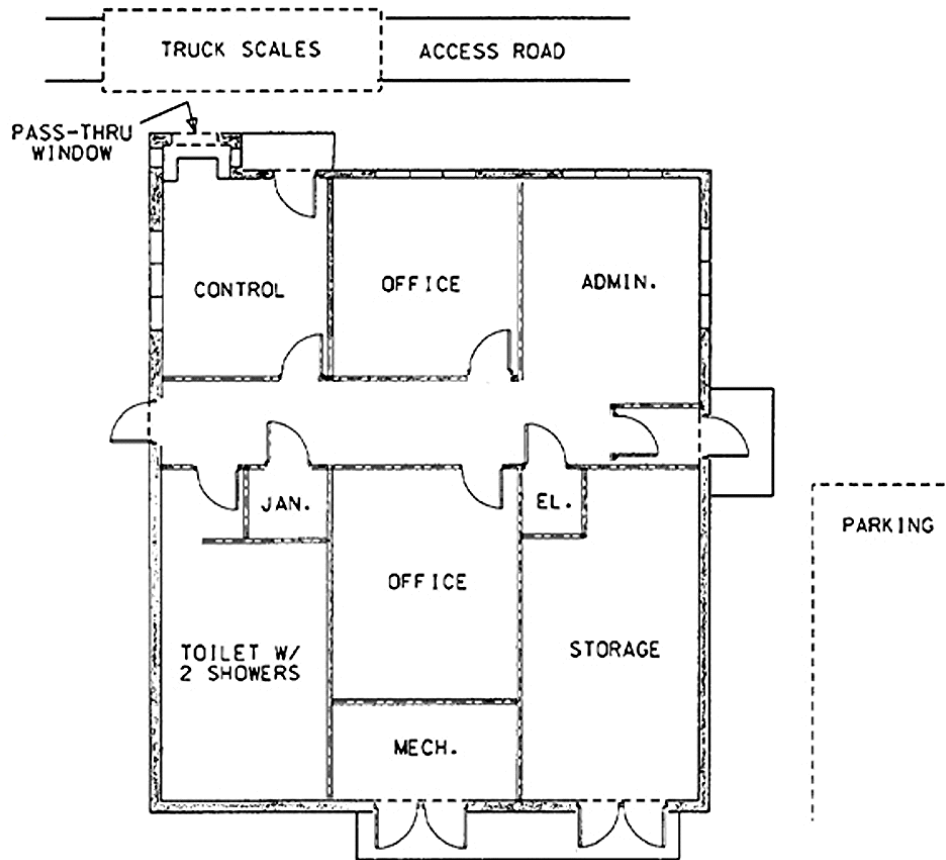 TRUCK SCALES
ACCESS ROAD
PASS-THRU
WINDOW
CONTROL
OFFICE
ADMIN.
JAN.
EL.
PARKING
OFFICE
TOILET W/
2 SHOWERS
STORAGE
MECH.